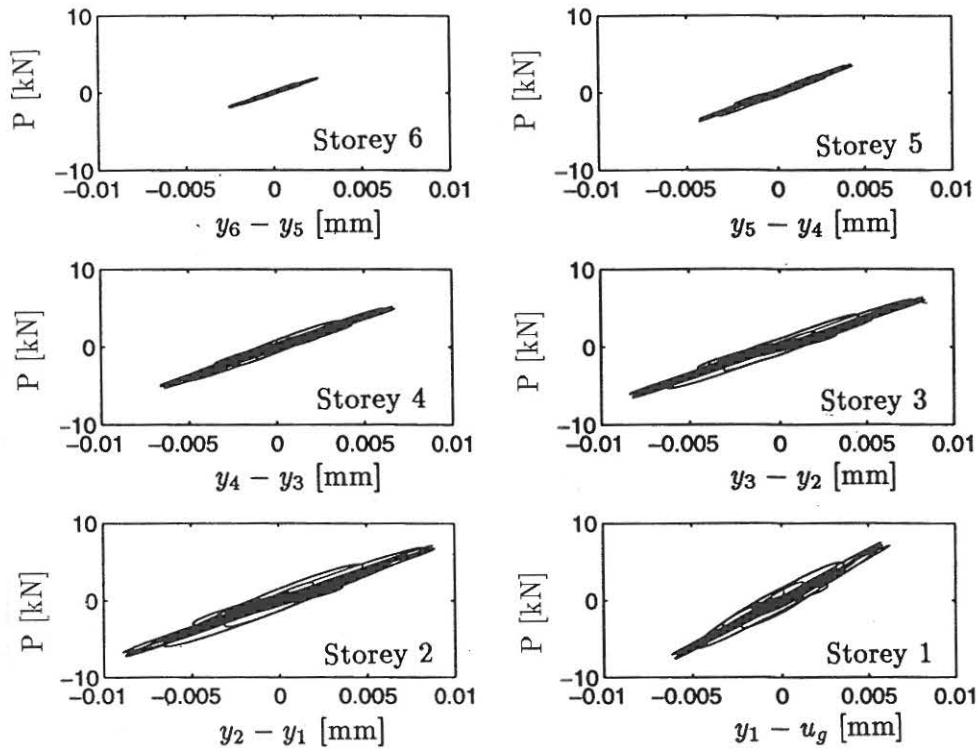 10 10
P [kN] 0 Storey 6 P [kN] 0 Storey 5
-10 -10
-0.01 -0.005 0 0.005 0.01 -0.01 -0.005 0 0.005 0.01
y6 − y5 [mm] y5 − y4 [mm]
10 10
P [kN] 0 Storey 4 P [kN] 0 Storey 3
-10 -10
-0.01 -0.005 0 0.005 0.01 -0.01 -0.005 0 0.005 0.01
y4 − y3 [mm] y3 − y2 [mm]
10 10
P [kN] 0 Storey 2 P [kN] 0 Storey 1
-10 -10
-0.01 -0.005 0 0.005 0.01 -0.01 -0.005 0 0.005 0.01
y2 − y1 [mm] y1 − ug [mm]